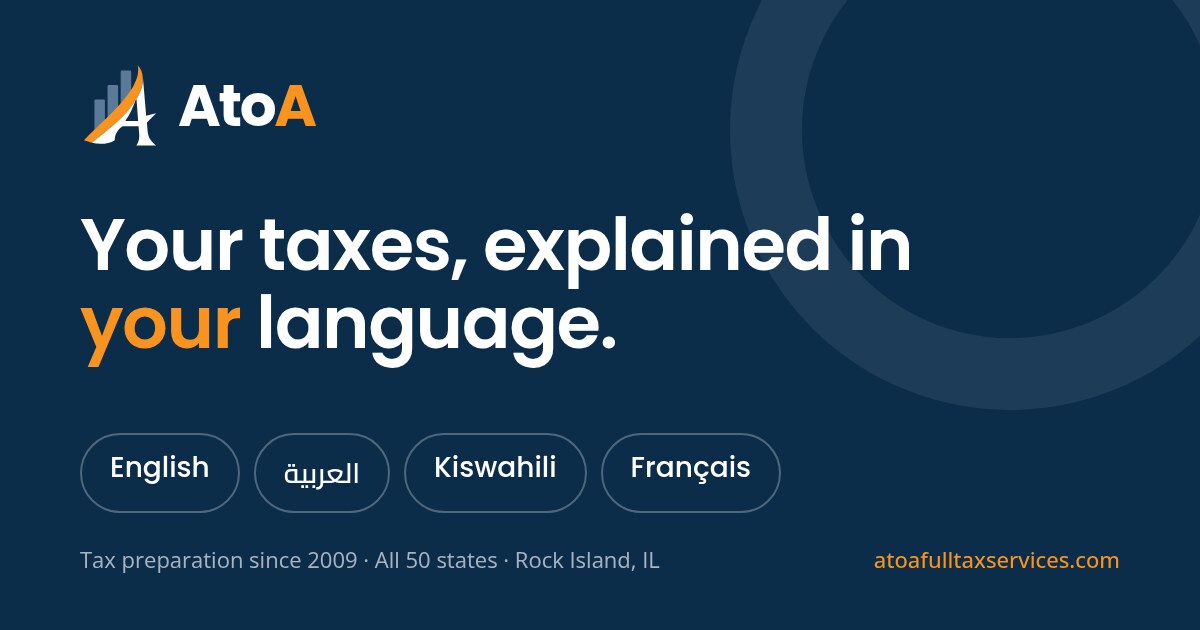 AtoA
Your taxes, explained in
your language.
English
العربية
Kiswahili
Français
Tax preparation since 2009 · All 50 states · Rock Island, IL
atoafulltaxservices.com